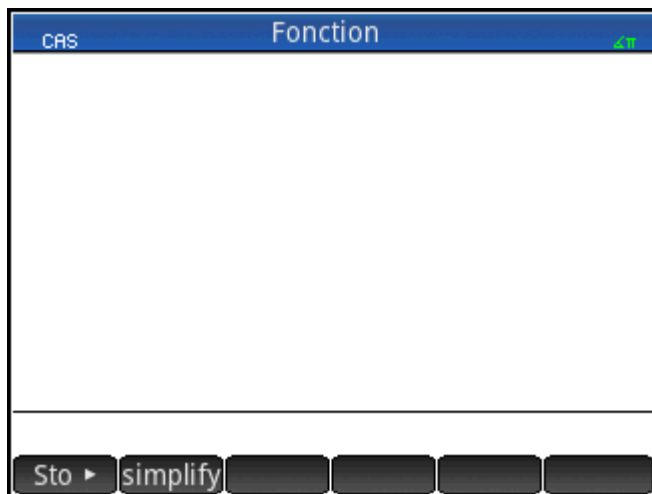 CAS Fonction ∡π
Sto ► simplify